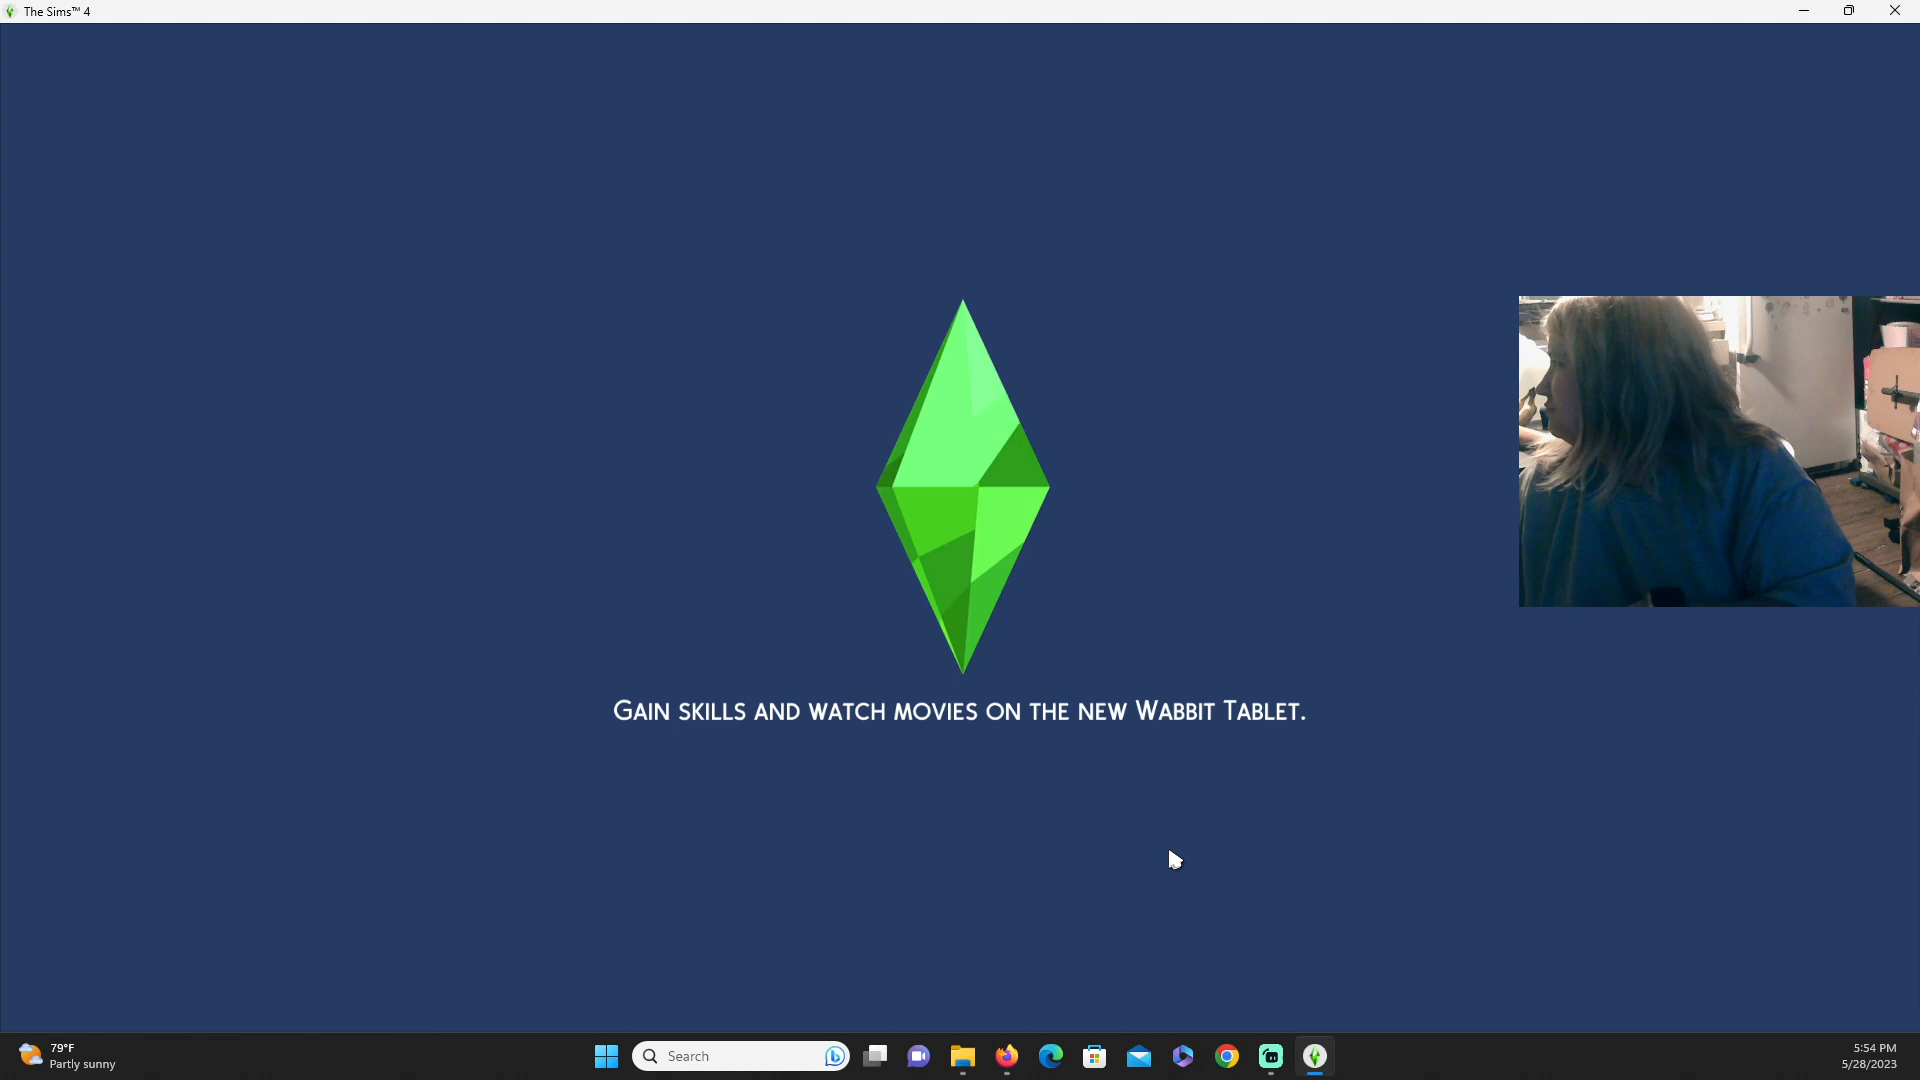 The Sims™ 4
GAIN SKILLS AND WATCH MOVIES ON THE NEW WABBIT TABLET.
79°F
Partly sunny
Search
5:54 PM
5/28/2023